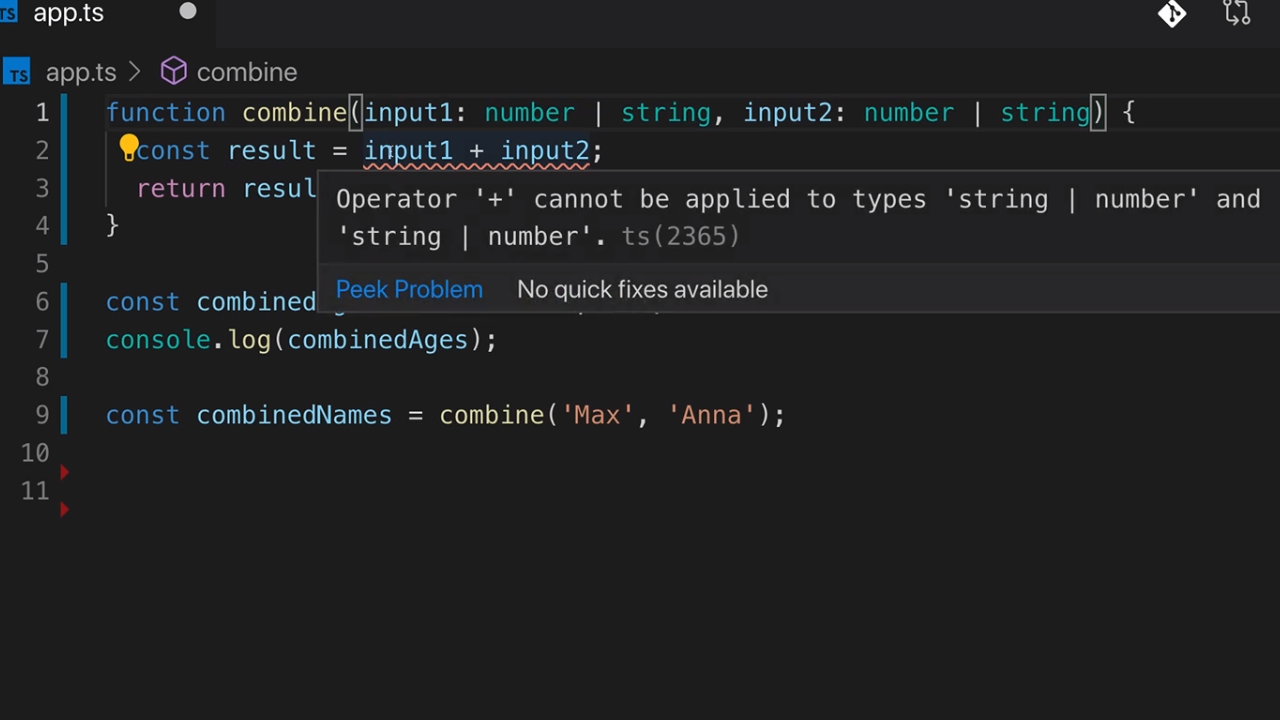 TS app.ts
TS app.ts > combine
1 function combine(input1: number | string, input2: number | string) {
2 const result = input1 + input2;
3 return resul
Operator '+' cannot be applied to types 'string | number' and
4 }
'string | number'. ts(2365)
5
Peek Problem No quick fixes available
6 const combined
7 console.log(combinedAges);
8
9 const combinedNames = combine('Max', 'Anna');
10
11